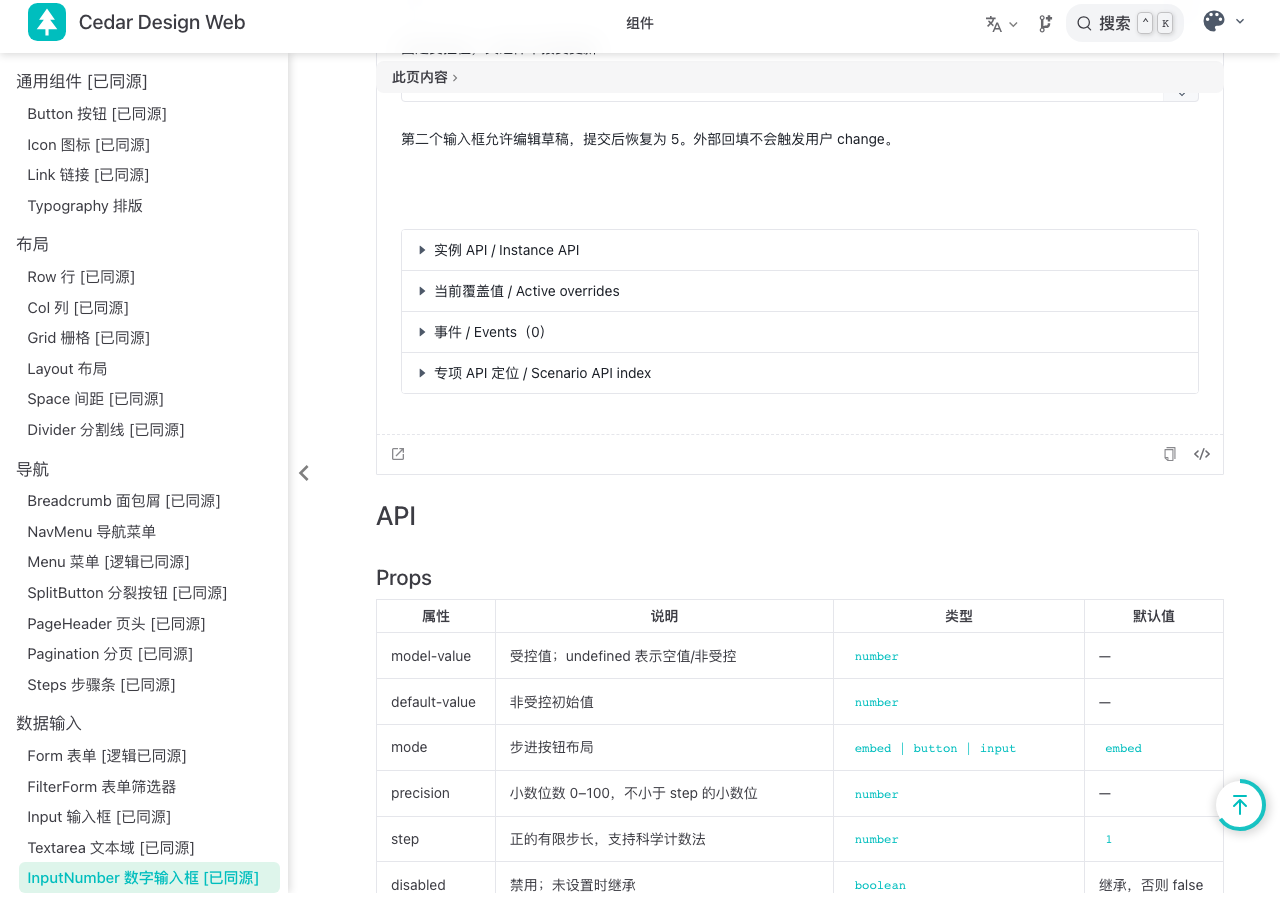 Cedar Design Web
组件
搜索
^
K
通用组件 [已同源]
Button 按钮 [已同源]
Icon 图标 [已同源]
Link 链接 [已同源]
Typography 排版
布局
Row 行 [已同源]
Col 列 [已同源]
Grid 栅格 [已同源]
Layout 布局
Space 间距 [已同源]
Divider 分割线 [已同源]
导航
Breadcrumb 面包屑 [已同源]
NavMenu 导航菜单
Menu 菜单 [逻辑已同源]
SplitButton 分裂按钮 [已同源]
PageHeader 页头 [已同源]
Pagination 分页 [已同源]
Steps 步骤条 [已同源]
数据输入
Form 表单 [逻辑已同源]
FilterForm 表单筛选器
Input 输入框 [已同源]
Textarea 文本域 [已同源]
InputNumber 数字输入框 [已同源]
此页内容
第二个输入框允许编辑草稿，提交后恢复为 5。外部回填不会触发用户 change。
实例 API / Instance API
当前覆盖值 / Active overrides
事件 / Events（0）
专项 API 定位 / Scenario API index
API
Props
属性 说明 类型 默认值
model-value 受控值；undefined 表示空值/非受控 number —
default-value 非受控初始值 number —
mode 步进按钮布局 embed | button | input embed
precision 小数位数 0–100，不小于 step 的小数位 number —
step 正的有限步长，支持科学计数法 number 1
disabled 禁用；未设置时继承 boolean 继承，否则 false